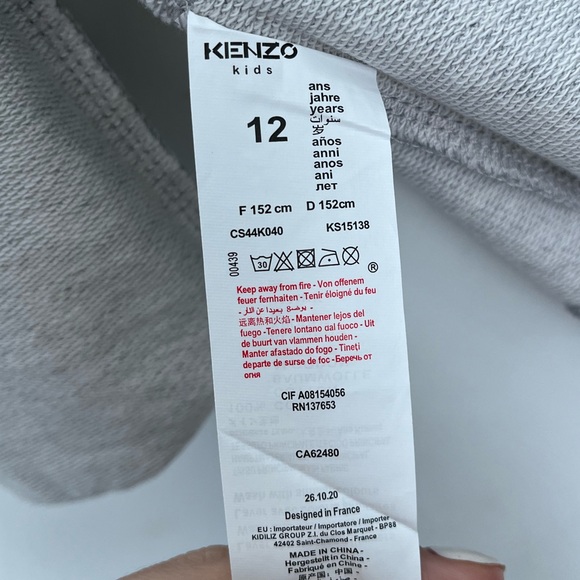 KENZO
kids
12
ans
jahre
years
سنوات
岁
años
anni
anos
ani
лет
F 152 cm D 152cm
CS44K040 KS15138
00439
30
®
Keep away from fire - Von offenem
feuer fernhaiten - Tenir éloigné du feu
- يوضع بعيدا عن النار -
远离热和火焰 - Mantener lejos del
fuego - Tenere lontano dal fuoco - Uit
de buurt van vlammen houden -
Manter afastado do fogo - Tineți
departe de surse de foc - Беречь от
огня
CIF A08154056
RN137653
CA62480
26.10.20
Designed in France
EU : Importateur / Importatore / Importer
KIDILIZ GROUP Z.I. du Clos Marquet - BP88
42402 Saint-Chamond - France
MADE IN CHINA -
Hergestellt in China -
Fabriqué en Chine -
中国